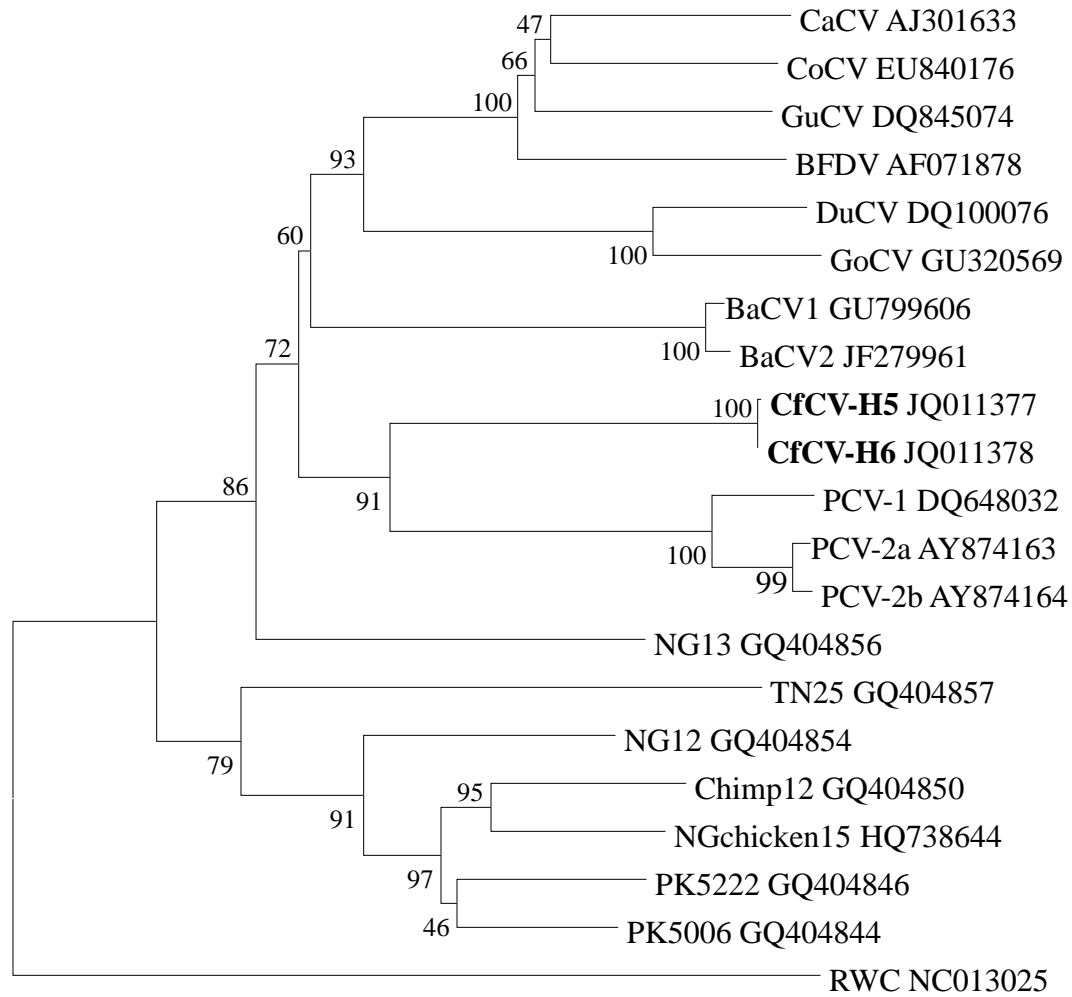 47
CaCV AJ301633
66
CoCV EU840176
100
GuCV DQ845074
93
BFDV AF071878
DuCV DQ100076
60
100
GoCV GU320569
BaCV1 GU799606
72
100
BaCV2 JF279961
100
CfCV-H5 JQ011377
CfCV-H6 JQ011378
86
91
PCV-1 DQ648032
100
PCV-2a AY874163
99
PCV-2b AY874164
NG13 GQ404856
TN25 GQ404857
79
NG12 GQ404854
95
Chimp12 GQ404850
91
NGchicken15 HQ738644
97
PK5222 GQ404846
46
PK5006 GQ404844
RWC NC013025